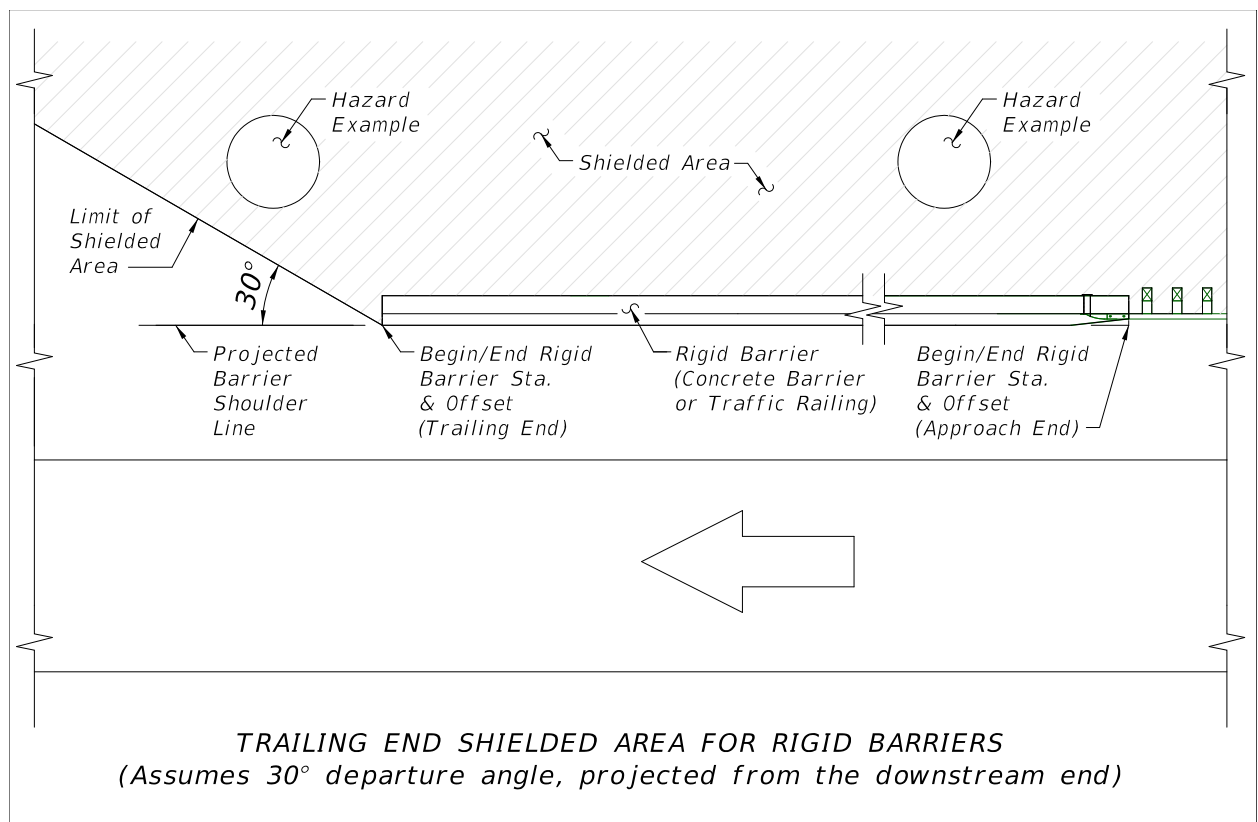 Hazard
Example
Hazard
Example
Shielded Area
Limit of
Shielded
Area
30°
Projected
Barrier
Shoulder
Line
Begin/End Rigid
Barrier Sta.
& Offset
(Trailing End)
Rigid Barrier
(Concrete Barrier
or Traffic Railing)
Begin/End Rigid
Barrier Sta.
& Offset
(Approach End)
TRAILING END SHIELDED AREA FOR RIGID BARRIERS
(Assumes 30° departure angle, projected from the downstream end)